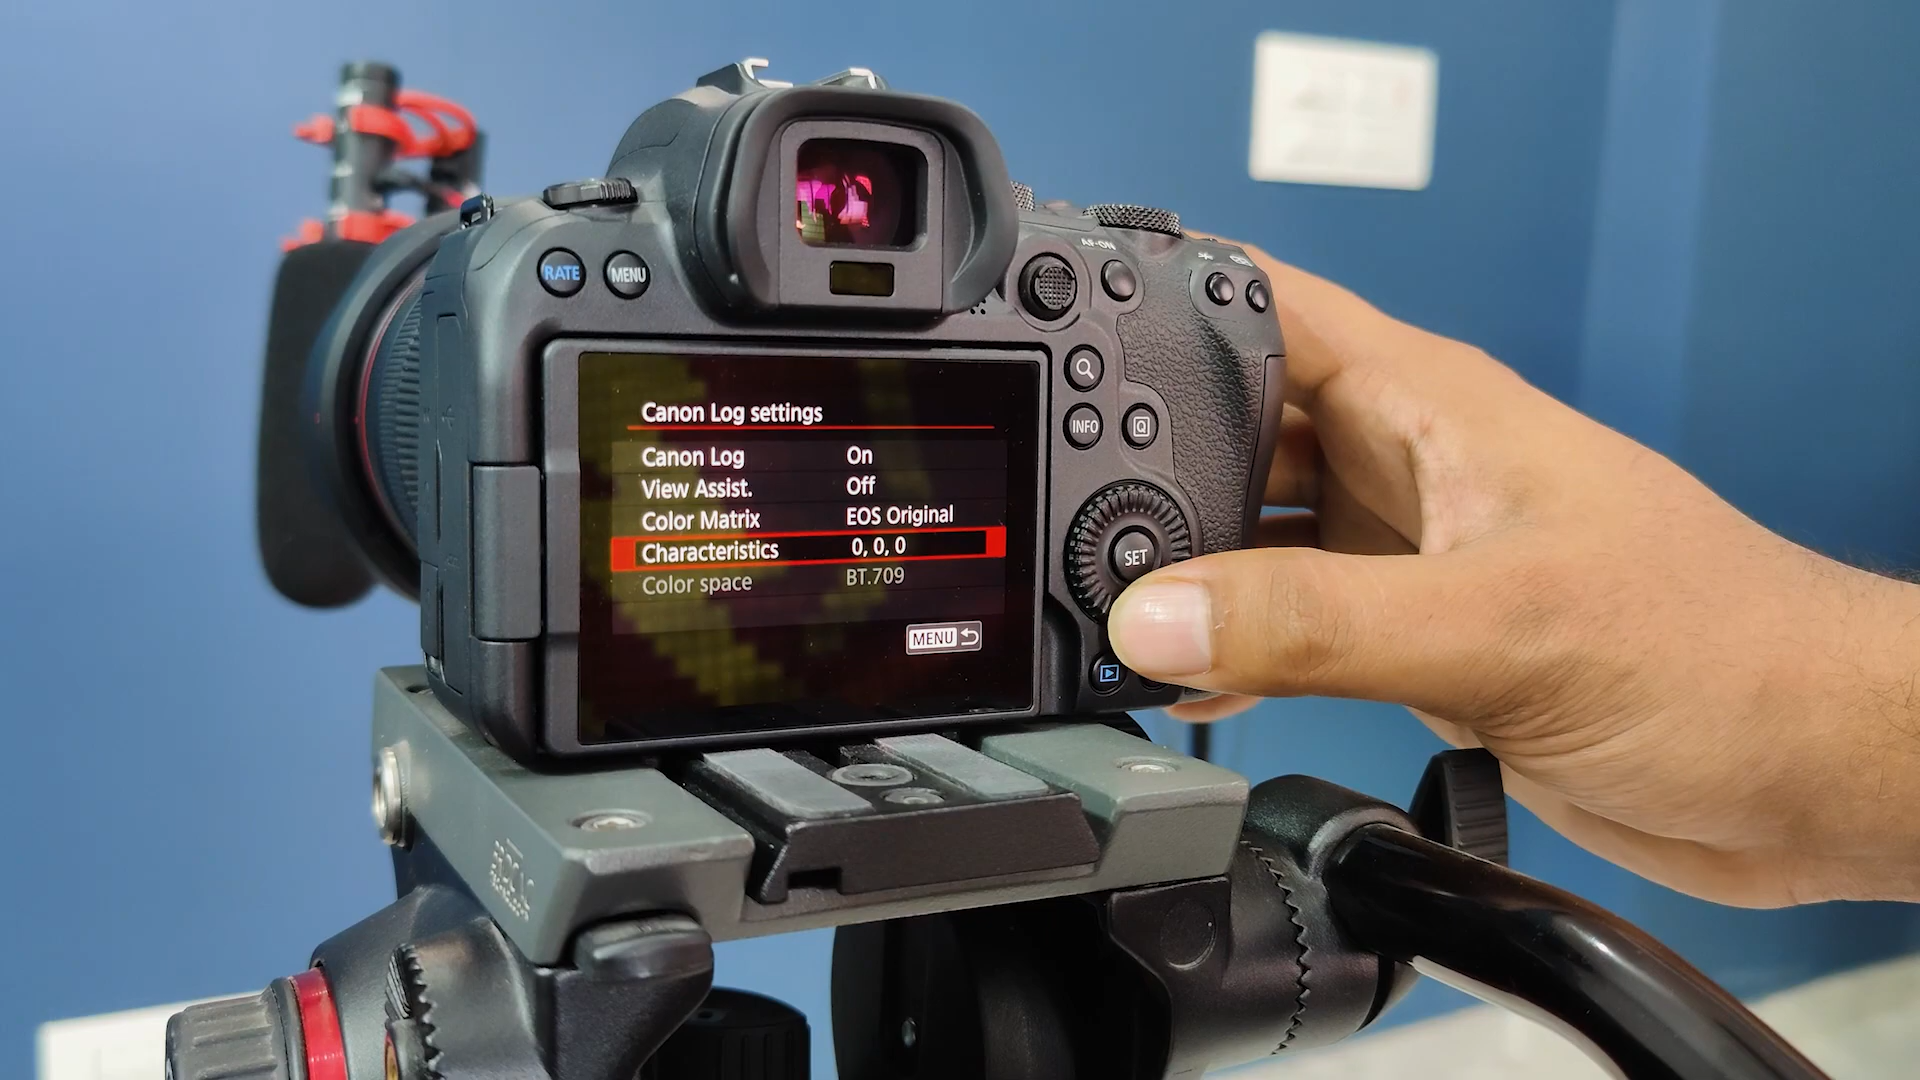 AF-ON
RATE
MENU
INFO
Q
SET
Canon Log settings
Canon Log On
View Assist. Off
Color Matrix EOS Original
Characteristics 0, 0, 0
Color space BT.709
MENU